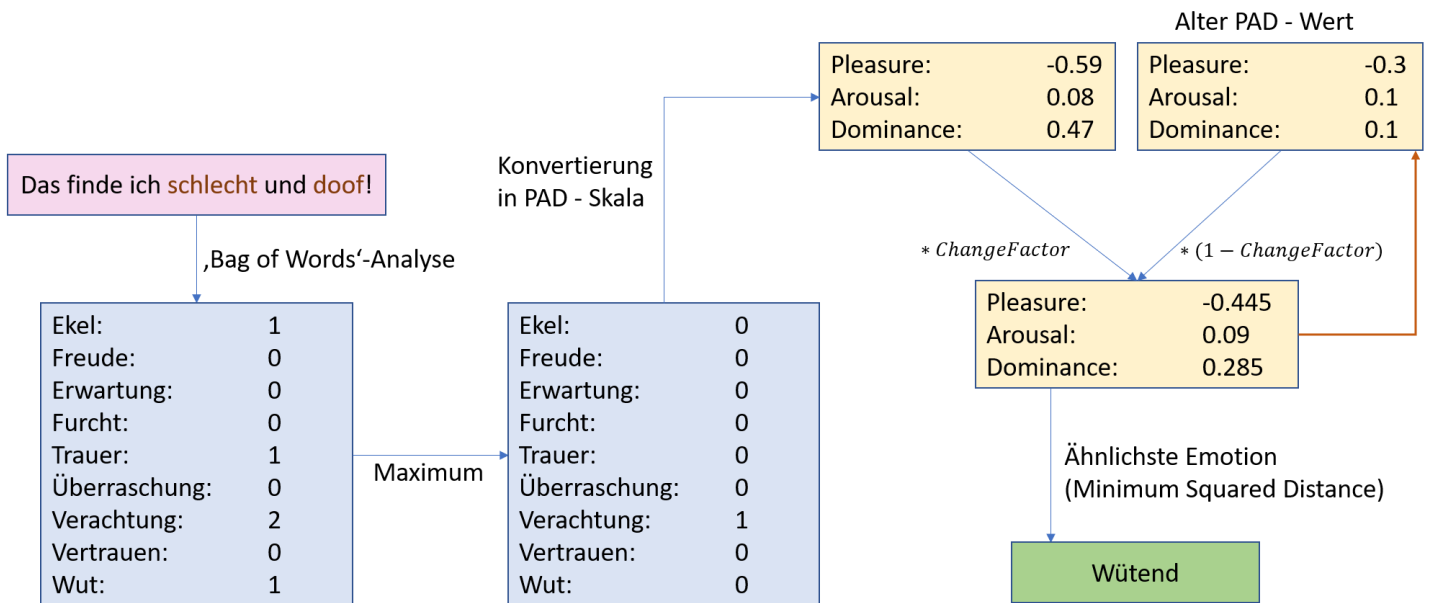 Das finde ich schlecht und doof!
‚Bag of Words‘-Analyse
Ekel: 1
Freude: 0
Erwartung: 0
Furcht: 0
Trauer: 1
Überraschung: 0
Verachtung: 2
Vertrauen: 0
Wut: 1
Maximum
Ekel: 0
Freude: 0
Erwartung: 0
Furcht: 0
Trauer: 0
Überraschung: 0
Verachtung: 1
Vertrauen: 0
Wut: 0
Konvertierung
in PAD - Skala
Pleasure: -0.59
Arousal: 0.08
Dominance: 0.47
Alter PAD - Wert
Pleasure: -0.3
Arousal: 0.1
Dominance: 0.1
* ChangeFactor
* (1 − ChangeFactor)
Pleasure: -0.445
Arousal: 0.09
Dominance: 0.285
Ähnlichste Emotion
(Minimum Squared Distance)
Wütend